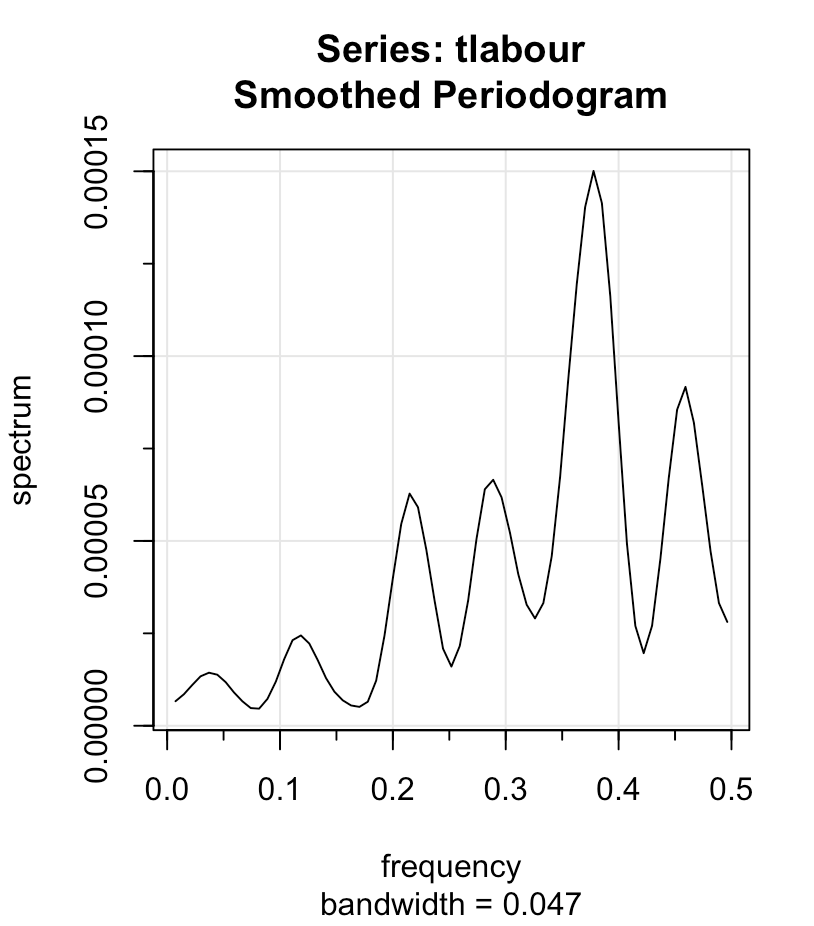 Series: tlabour
Smoothed Periodogram
0.00015
0.00010
0.00005
0.00000
spectrum
0.0 0.1 0.2 0.3 0.4 0.5
frequency
bandwidth = 0.047